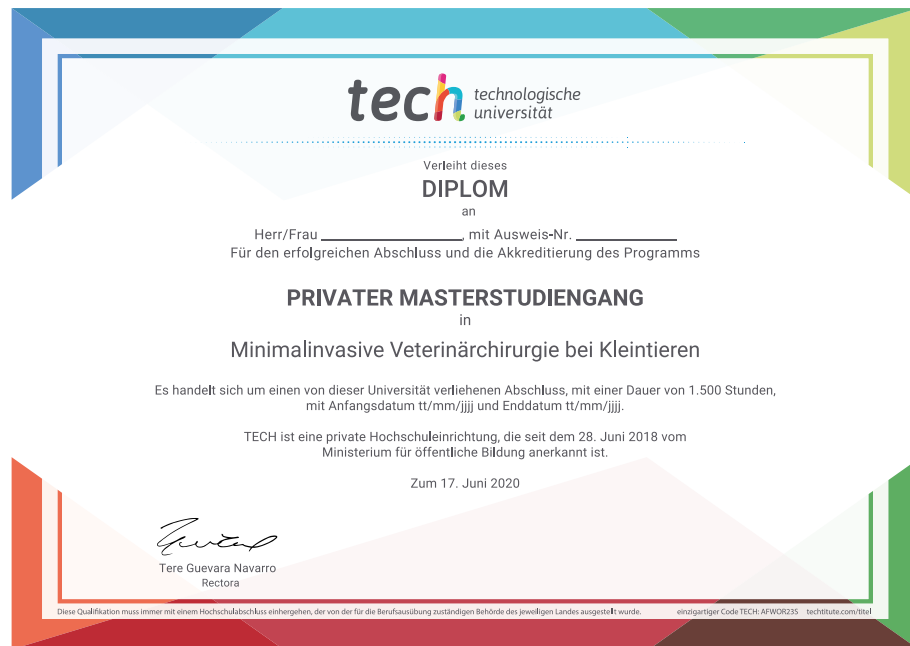 tech technologische
universität
Verleiht dieses
DIPLOM
an
Herr/Frau ____________________, mit Ausweis-Nr. ______________
Für den erfolgreichen Abschluss und die Akkreditierung des Programms
PRIVATER MASTERSTUDIENGANG
in
Minimalinvasive Veterinärchirurgie bei Kleintieren
Es handelt sich um einen von dieser Universität verliehenen Abschluss, mit einer Dauer von 1.500 Stunden,
mit Anfangsdatum tt/mm/jjjj und Enddatum tt/mm/jjjj.
TECH ist eine private Hochschuleinrichtung, die seit dem 28. Juni 2018 vom
Ministerium für öffentliche Bildung anerkannt ist.
Zum 17. Juni 2020
Tere Guevara Navarro
Rectora
Diese Qualifikation muss immer mit einem Hochschulabschluss einhergehen, der von der für die Berufsausübung zuständigen Behörde des jeweiligen Landes ausgestellt wurde. einzigartiger Code TECH: AFWOR23S techtitute.com/titel